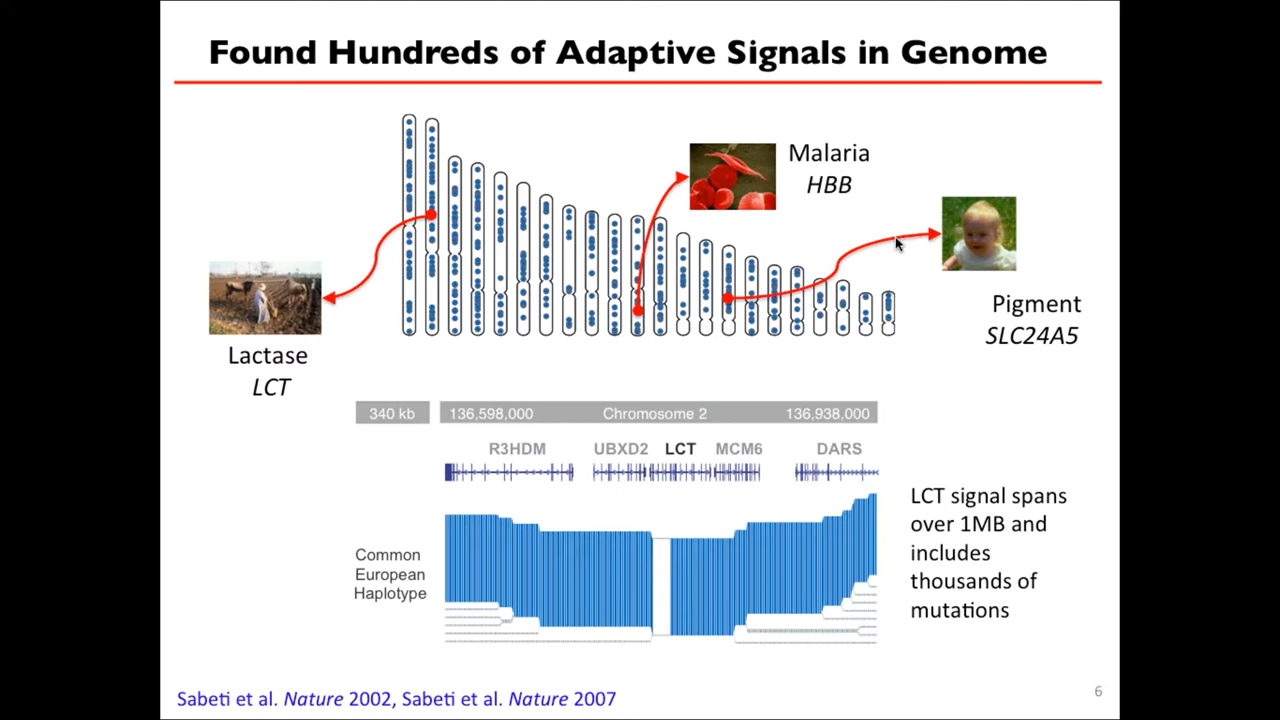 Found Hundreds of Adaptive Signals in Genome
Malaria
HBB
Pigment
SLC24A5
Lactase
LCT
340 kb
136,598,000 Chromosome 2 136,938,000
R3HDM UBXD2 LCT MCM6 DARS
Common
European
Haplotype
LCT signal spans
over 1MB and
includes
thousands of
mutations
Sabeti et al. Nature 2002, Sabeti et al. Nature 2007
6